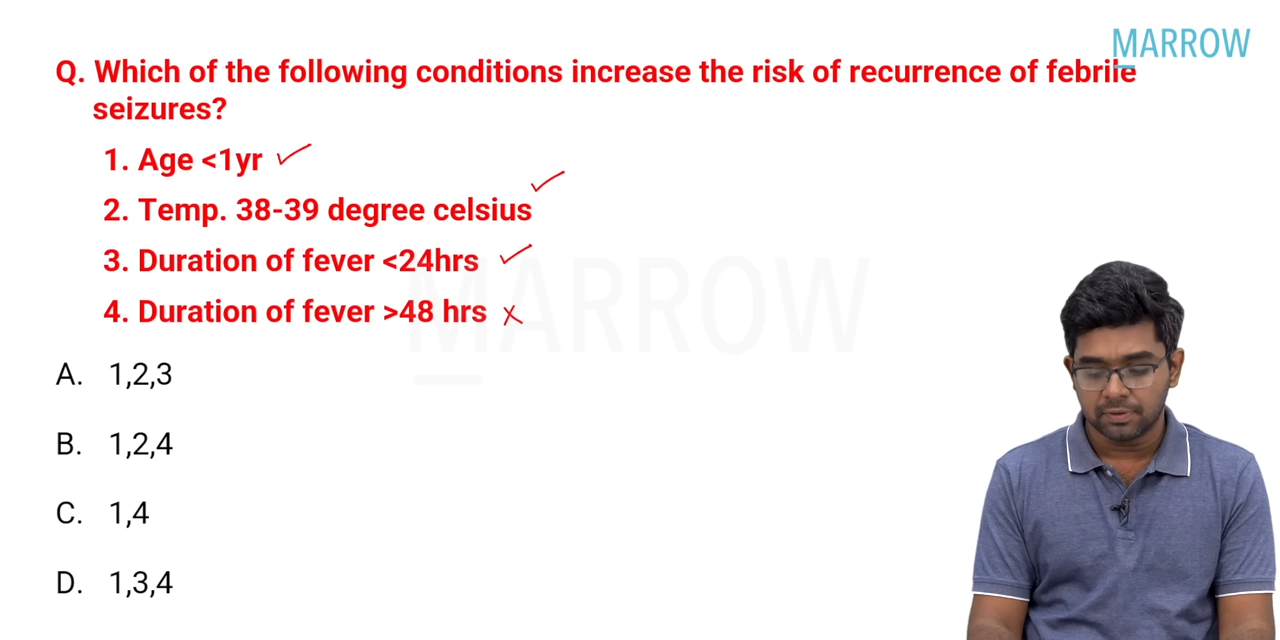 MARROW
Q. Which of the following conditions increase the risk of recurrence of febrile
seizures?
1. Age <1yr
2. Temp. 38-39 degree celsius
3. Duration of fever <24hrs
4. Duration of fever >48 hrs
MARROW
A. 1,2,3
B. 1,2,4
C. 1,4
D. 1,3,4